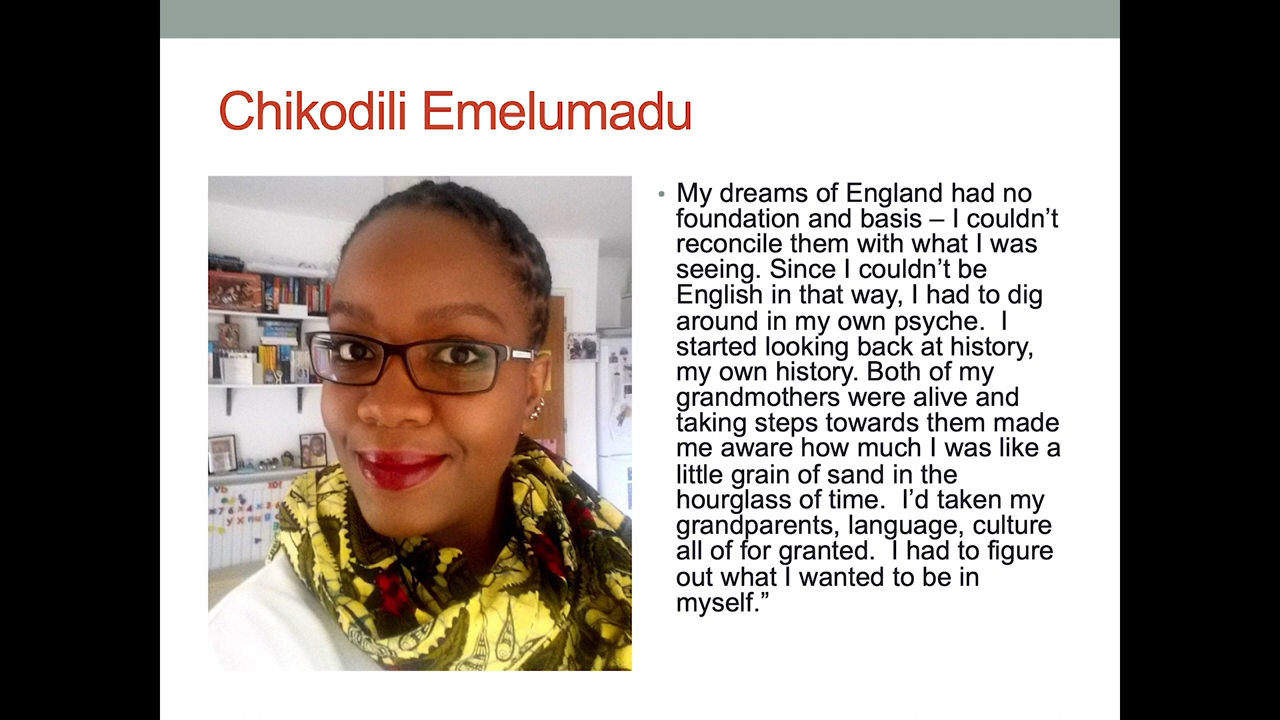 Chikodili Emelumadu
• My dreams of England had no
foundation and basis – I couldn’t
reconcile them with what I was
seeing. Since I couldn’t be
English in that way, I had to dig
around in my own psyche.  I
started looking back at history,
my own history. Both of my
grandmothers were alive and
taking steps towards them made
me aware how much I was like a
little grain of sand in the
hourglass of time.  I’d taken my
grandparents, language, culture
all of for granted.  I had to figure
out what I wanted to be in
myself.”